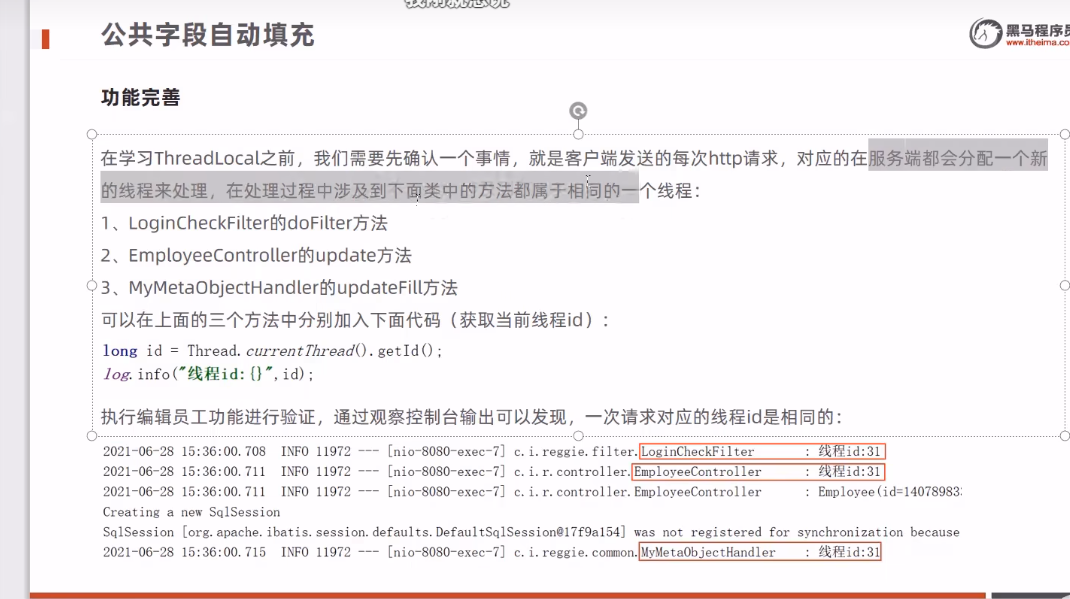 公共字段自动填充
黑马程序员
www.itheima.co
功能完善
在学习ThreadLocal之前，我们需要先确认一个事情，就是客户端发送的每次http请求，对应的在服务端都会分配一个新
的线程来处理，在处理过程中涉及到下面类中的方法都属于相同的一个线程：
1、LoginCheckFilter的doFilter方法
2、EmployeeController的update方法
3、MyMetaObjectHandler的updateFill方法
可以在上面的三个方法中分别加入下面代码（获取当前线程id）：
long id = Thread.currentThread().getId();
log.info("线程id:{}",id);
执行编辑员工功能进行验证，通过观察控制台输出可以发现，一次请求对应的线程id是相同的：
2021-06-28 15:36:00.708 INFO 11972 --- [nio-8080-exec-7] c.i.reggie.filter.LoginCheckFilter : 线程id:31
2021-06-28 15:36:00.711 INFO 11972 --- [nio-8080-exec-7] c.i.r.controller.EmployeeController : 线程id:31
2021-06-28 15:36:00.711 INFO 11972 --- [nio-8080-exec-7] c.i.r.controller.EmployeeController : Employee(id=14078983
Creating a new SqlSession
SqlSession [org.apache.ibatis.session.defaults.DefaultSqlSession@17f9a154] was not registered for synchronization because
2021-06-28 15:36:00.715 INFO 11972 --- [nio-8080-exec-7] c.i.reggie.common.MyMetaObjectHandler : 线程id:31